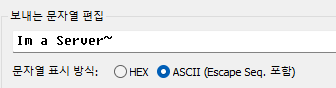 보내는 문자열 편집
Im a Server~
문자열 표시 방식: HEX ASCII (Escape Seq. 포함)